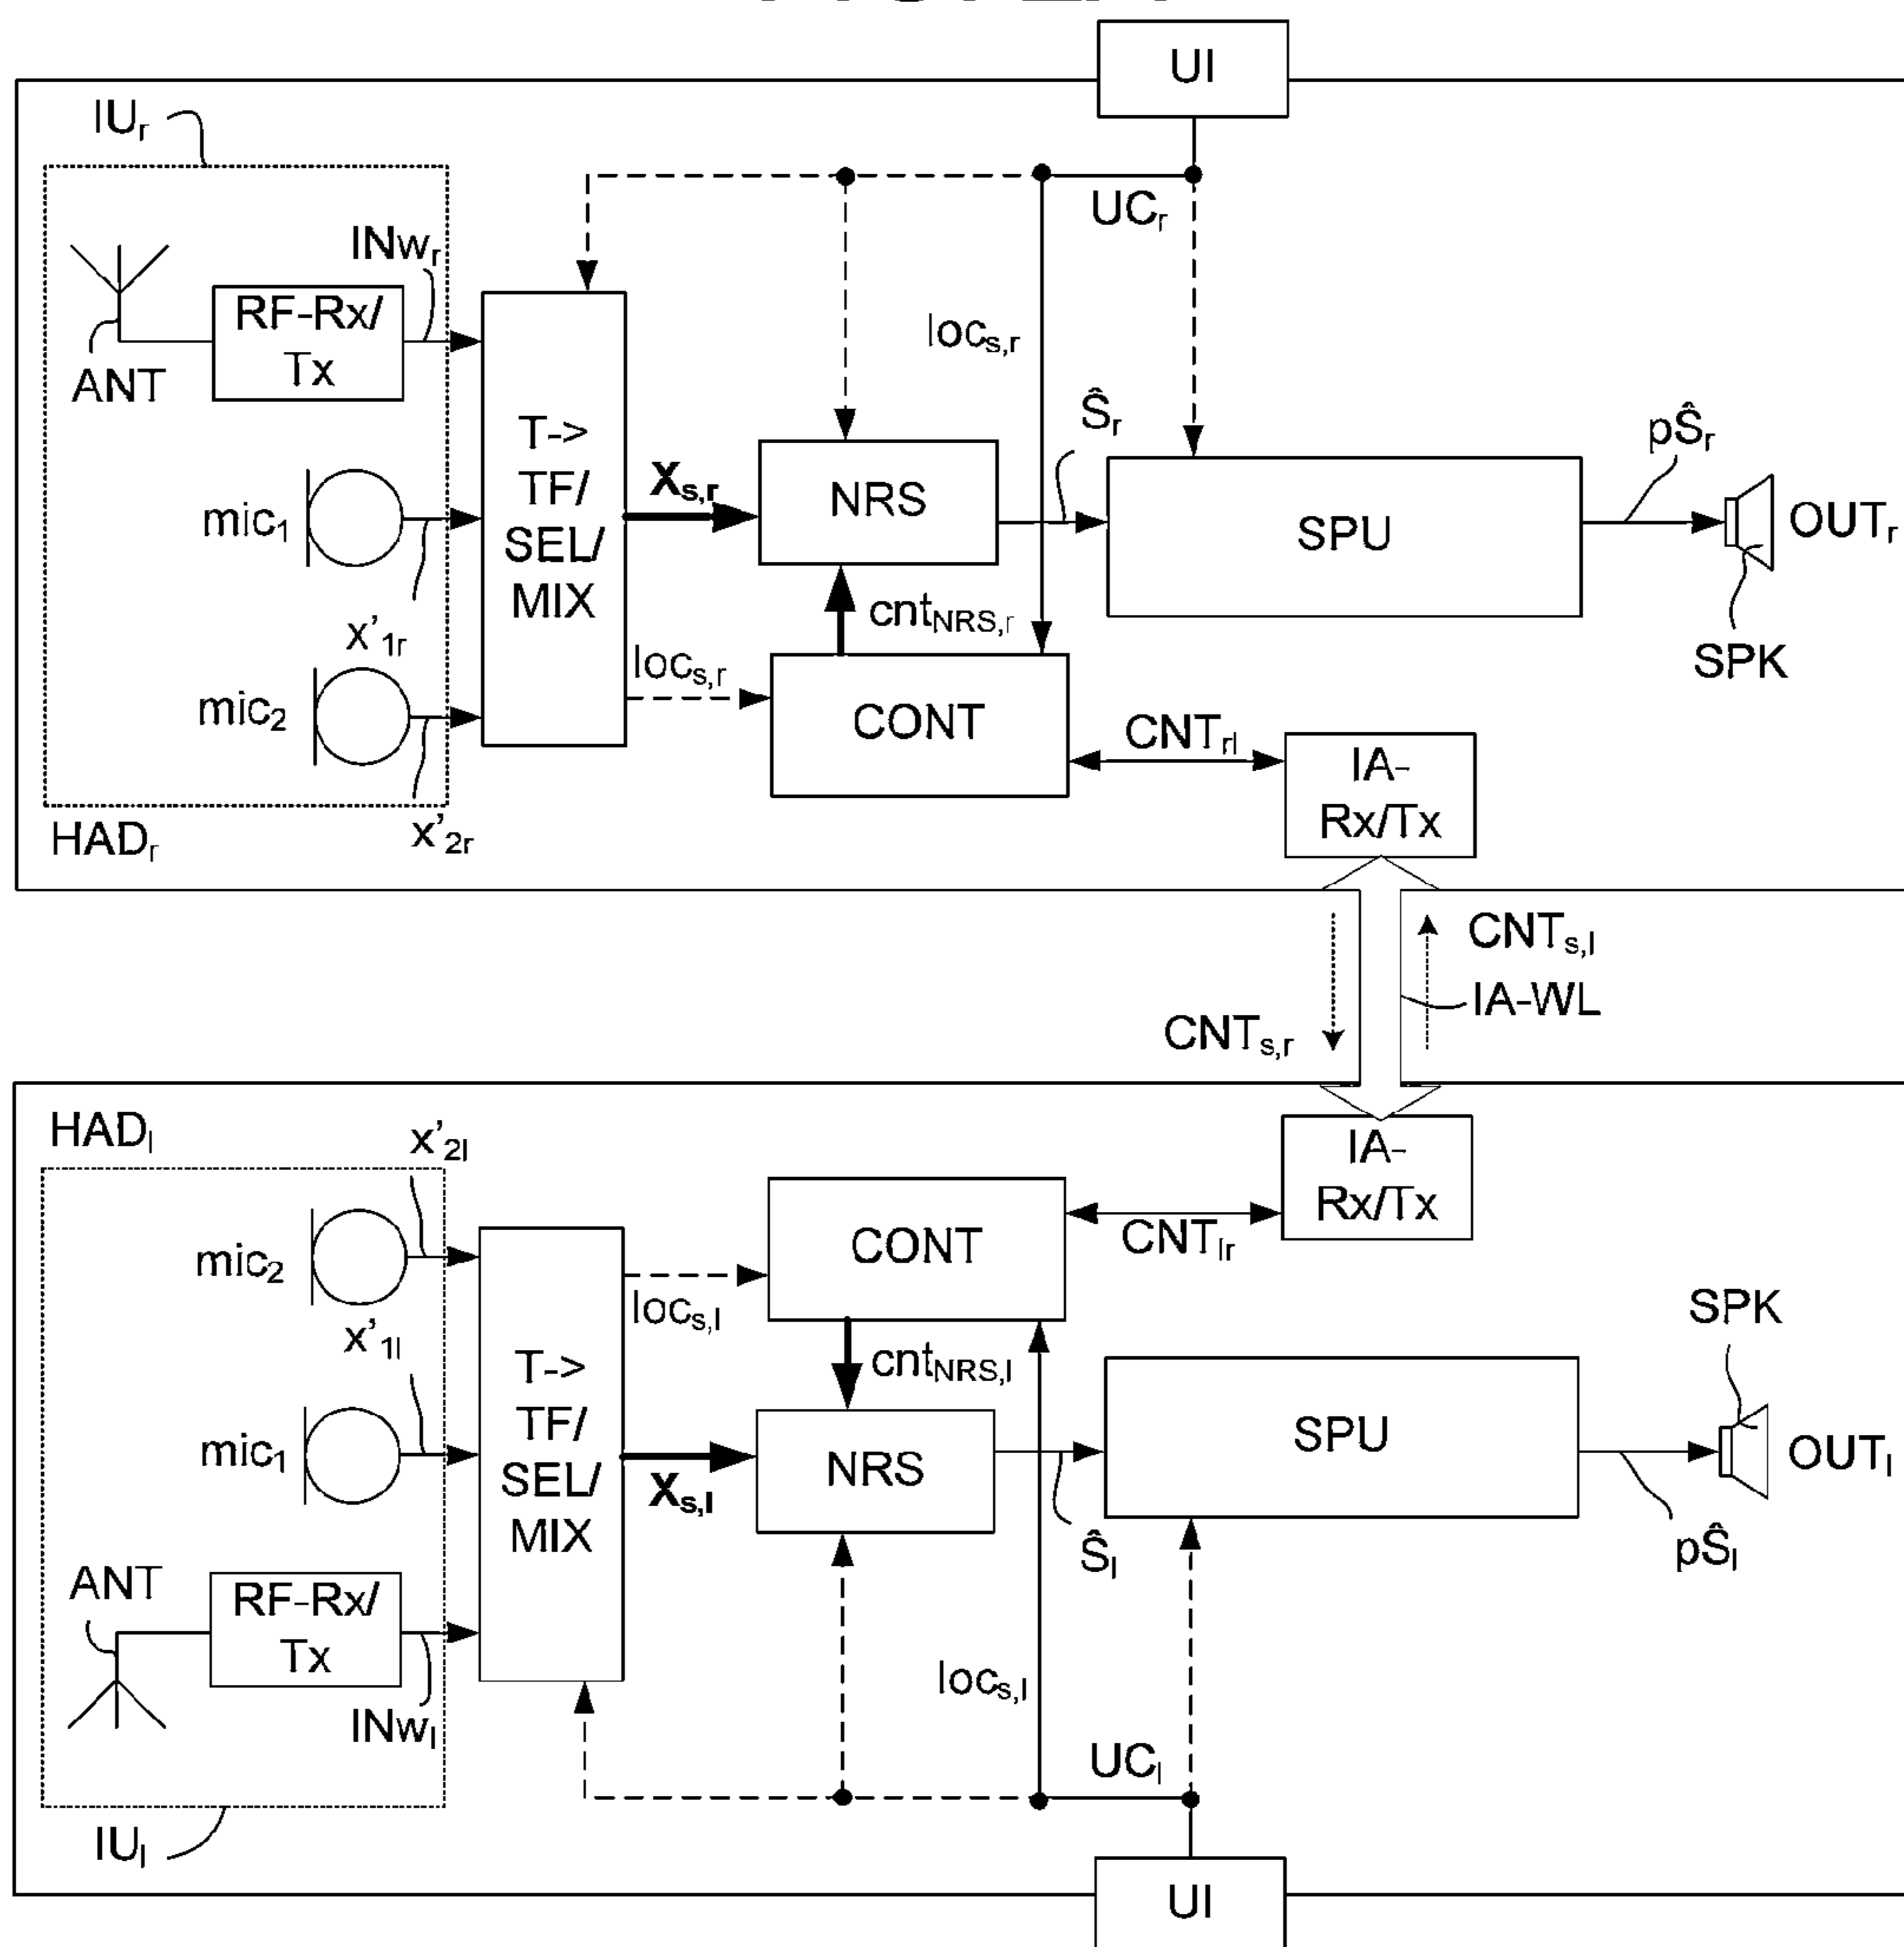 UI
IUr
UCr
INwr
RF-Rx/
Tx
ANT
locs,r
T->
TF/
SEL/
MIX
Ŝr
pŜr
Xs,r
NRS
SPU
mic1
OUTr
x'1r
cntNRS,r
locs,r
SPK
mic2
CONT
CNTrl
IA-
Rx/Tx
x'2r
HADr
CNTs,l
IA-WL
CNTs,r
HADl
x'2l
IA-
Rx/Tx
CONT
CNTlr
mic2
locs,l
SPK
x'1l
cntNRS,l
T->
TF/
SEL/
MIX
SPU
mic1
NRS
OUTl
Xs,l
Ŝl
pŜl
ANT
RF-Rx/
Tx
locs,l
INwl
UCl
IUl
UI